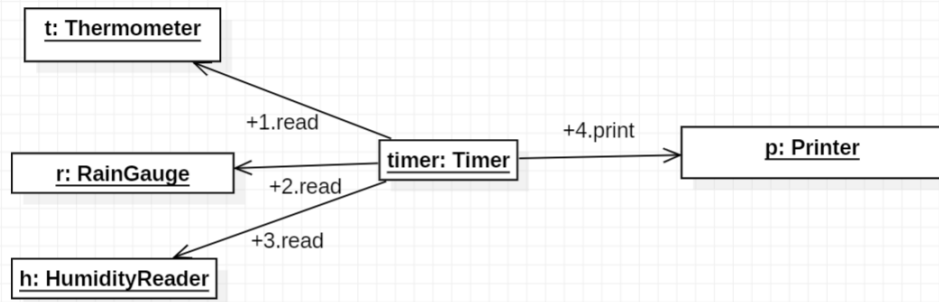 t: Thermometer
+1.read
+4.print
timer: Timer
p: Printer
r: RainGauge
+2.read
+3.read
h: HumidityReader